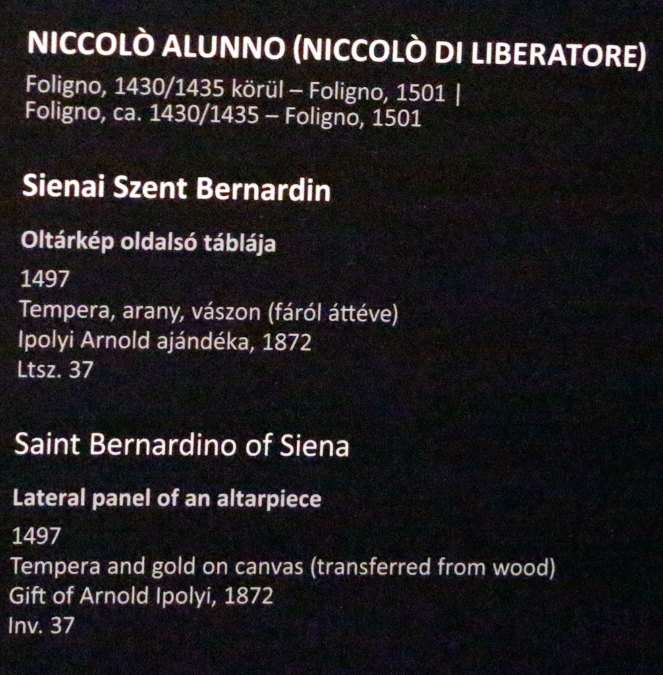 NICCOLÒ ALUNNO (NICCOLÒ DI LIBERATORE)
Foligno, 1430/1435 körül – Foligno, 1501 |
Foligno, ca. 1430/1435 – Foligno, 1501
Sienai Szent Bernardin
Oltárkép oldalsó táblája
1497
Tempera, arany, vászon (fáról áttéve)
Ipolyi Arnold ajándéka, 1872
Ltsz. 37
Saint Bernardino of Siena
Lateral panel of an altarpiece
1497
Tempera and gold on canvas (transferred from wood)
Gift of Arnold Ipolyi, 1872
Inv. 37